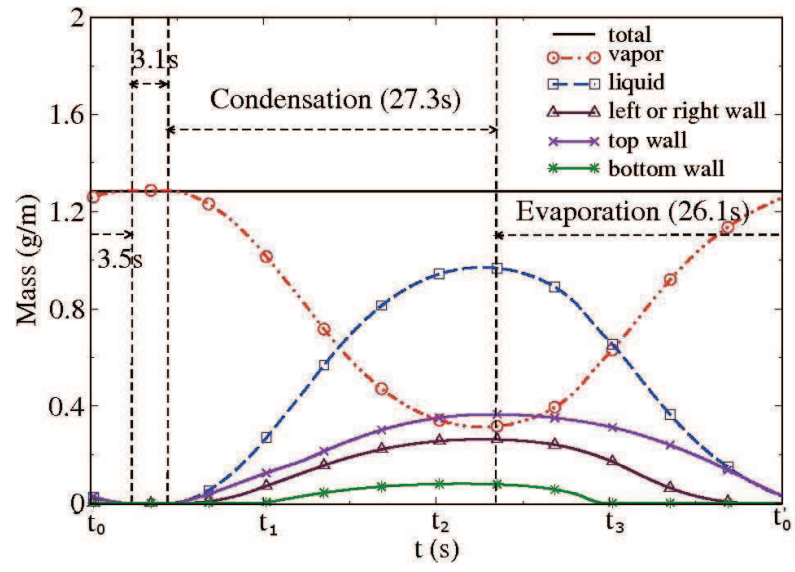 2
1.6
1.2
0.8
0.4
0
Mass (g/m)
3.1s
Condensation (27.3s)
total
vapor
liquid
left or right wall
top wall
bottom wall
Evaporation (26.1s)
3.5s
t₀ t₁ t₂ t₃ t₀'
t (s)